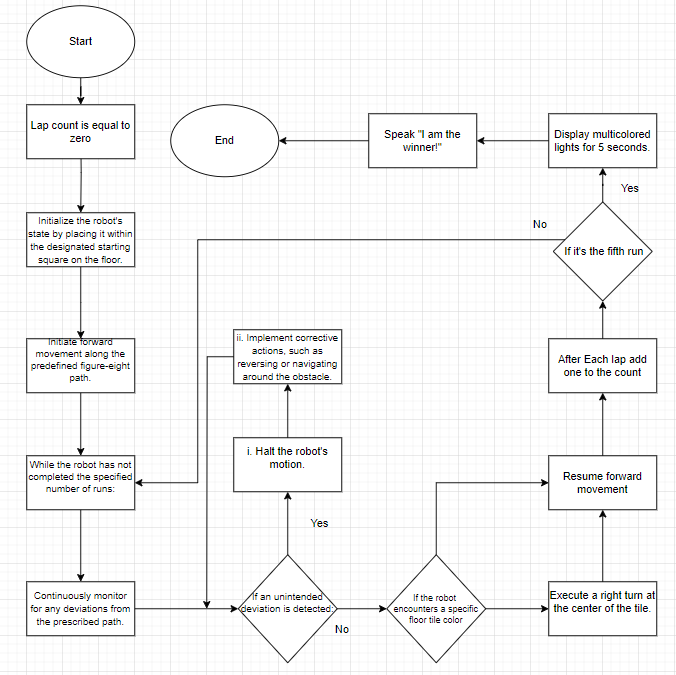 Start
Lap count is equal to
zero
End
Speak "I am the
winner!"
Display multicolored
lights for 5 seconds.
Yes
No
Initialize the robot's
state by placing it within
the designated starting
square on the floor.
If it's the fifth run
Initiate forward
movement along the
predefined figure-eight
path.
ii. Implement corrective
actions, such as
reversing or navigating
around the obstacle.
After Each lap add
one to the count
While the robot has not
completed the specified
number of runs:
i. Halt the robot's
motion.
Resume forward
movement
Yes
Continuously monitor
for any deviations from
the prescribed path.
If an unintended
deviation is detected:
No
If the robot
encounters a specific
floor tile color
Execute a right turn at
the center of the tile.